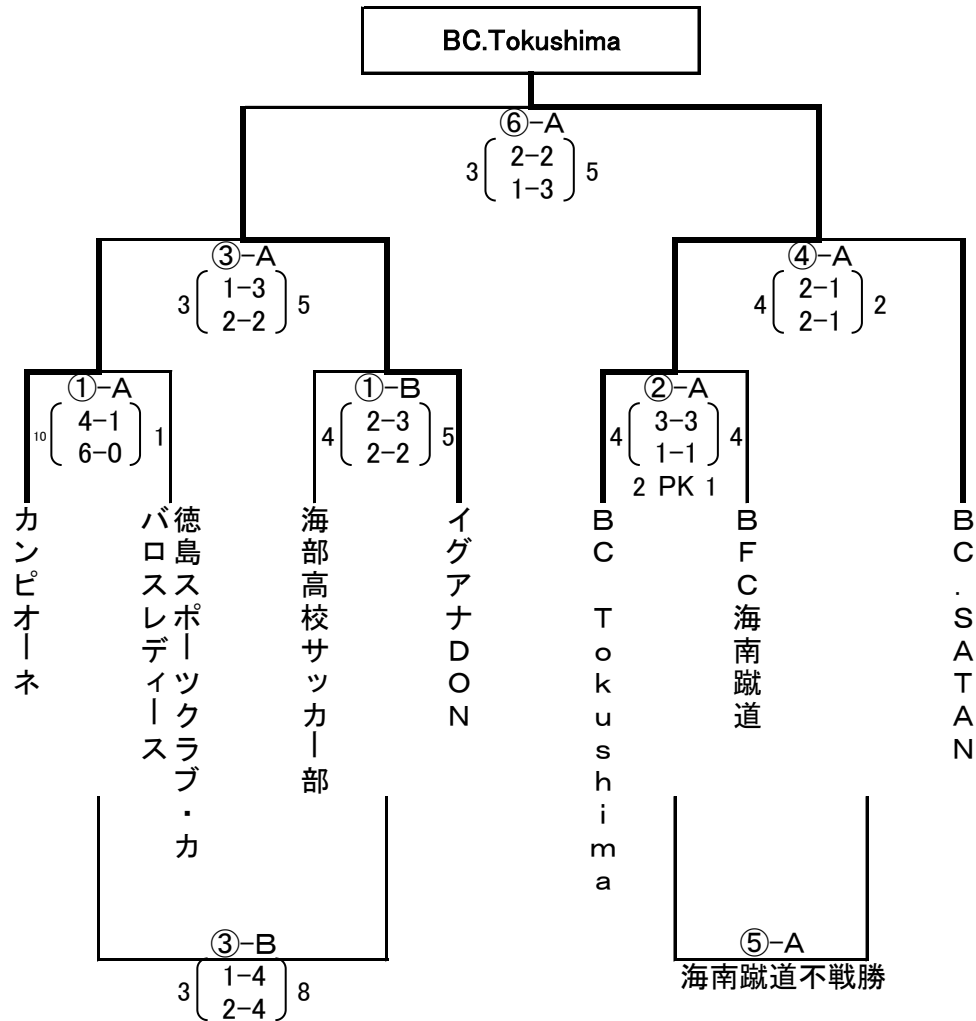 BC.Tokushima
⑥-A
3 2-2 5
1-3
③-A
3 1-3 5
2-2
④-A
4 2-1 2
2-1
①-A
10 4-1 1
6-0
①-B
4 2-3 5
2-2
②-A
4 3-3 4
1-1
2 PK 1
カンピオーネ
徳島スポーツクラブ・カ
バロスレディース
海部高校サッカー部
イグアナDON
BC Tokushima
BFC海南蹴道
BC.SATAN
③-B
3 1-4 8
2-4
⑤-A
海南蹴道不戦勝